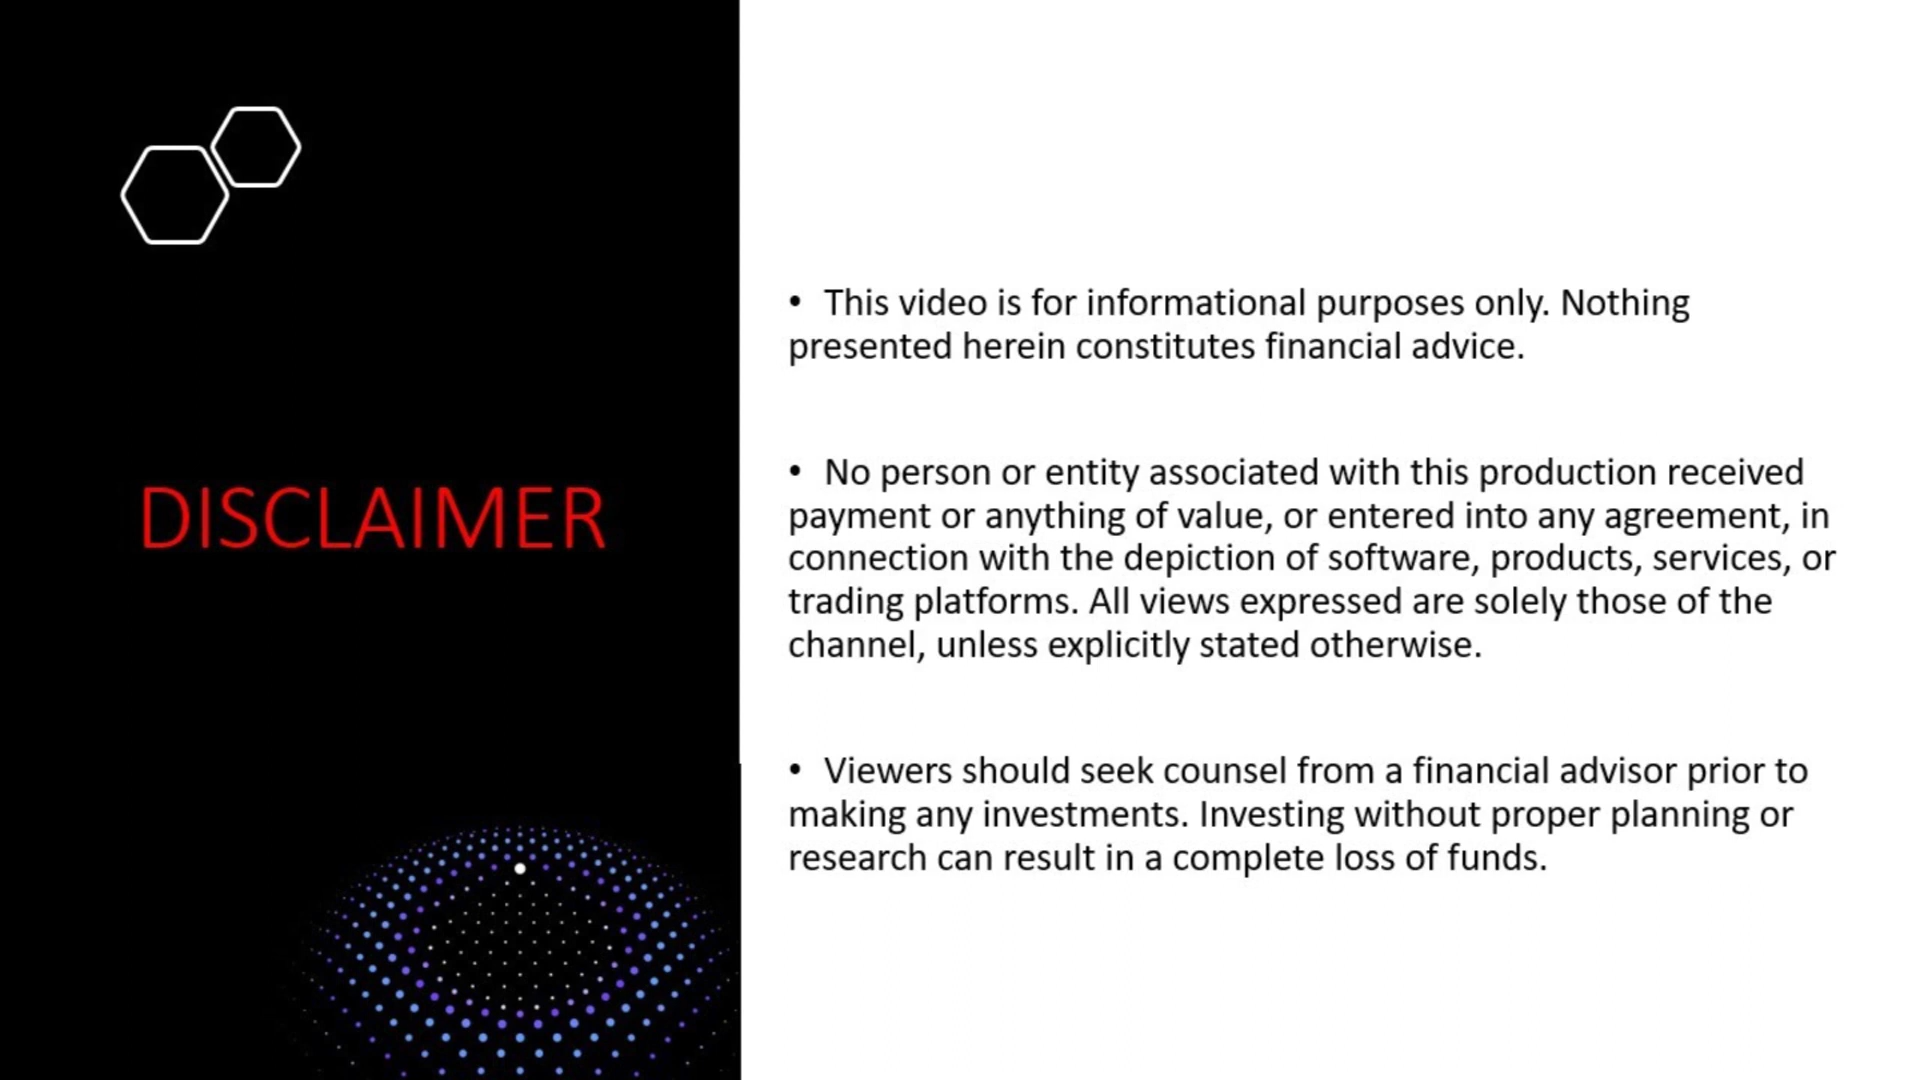 DISCLAIMER
• This video is for informational purposes only. Nothing
presented herein constitutes financial advice.
• No person or entity associated with this production received
payment or anything of value, or entered into any agreement, in
connection with the depiction of software, products, services, or
trading platforms. All views expressed are solely those of the
channel, unless explicitly stated otherwise.
• Viewers should seek counsel from a financial advisor prior to
making any investments. Investing without proper planning or
research can result in a complete loss of funds.